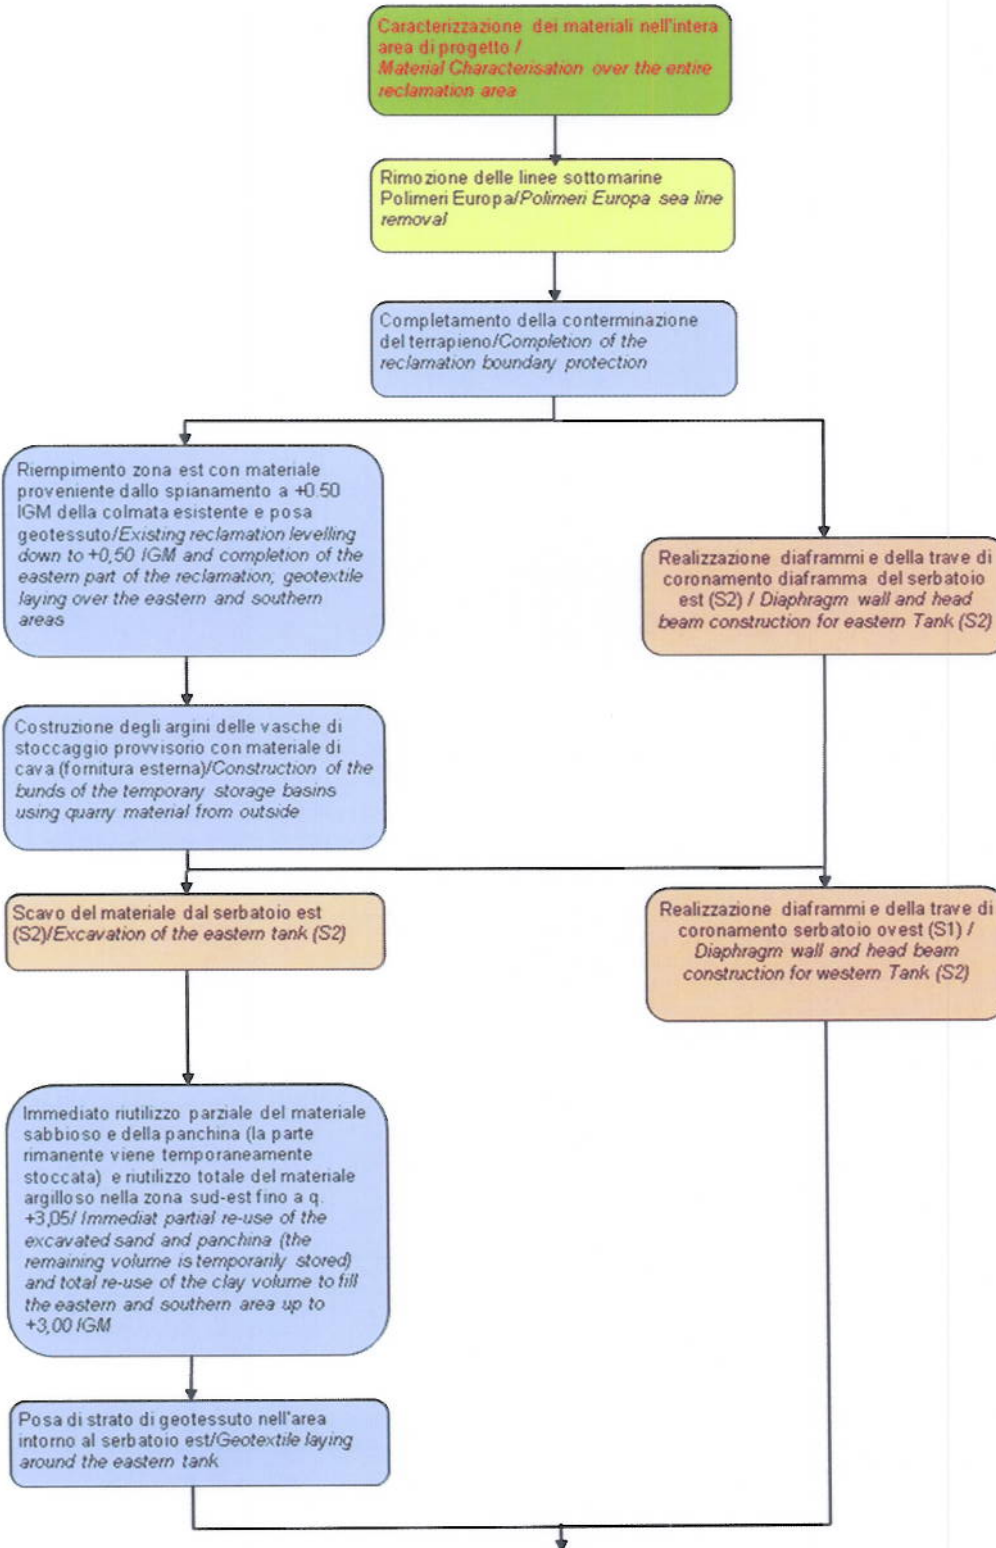 Caratterizzazione dei materiali nell'intera
area di progetto /
Material Characterisation over the entire
reclamation area
Rimozione delle linee sottomarine
Polimeri Europa/Polimeri Europa sea line
removal
Completamento della conterminazione
del terrapieno/Completion of the
reclamation boundary protection
Riempimento zona est con materiale
proveniente dallo spianamento a +0.50
IGM della colmata esistente e posa
geotessuto/Existing reclamation levelling
down to +0,50 IGM and completion of the
eastern part of the reclamation; geotextile
laying over the eastern and southern
areas
Realizzazione diaframmi e della trave di
coronamento diaframma del serbatoio
est (S2) / Diaphragm wall and head
beam construction for eastern Tank (S2)
Costruzione degli argini delle vasche di
stoccaggio provvisorio con materiale di
cava (fornitura esterna)/Construction of the
bunds of the temporary storage basins
using quarry material from outside
Scavo del materiale dal serbatoio est
(S2)/Excavation of the eastern tank (S2)
Realizzazione diaframmi e della trave di
coronamento serbatoio ovest (S1) /
Diaphragm wall and head beam
construction for western Tank (S2)
Immediato riutilizzo parziale del materiale
sabbioso e della panchina (la parte
rimanente viene temporaneamente
stoccata) e riutilizzo totale del materiale
argilloso nella zona sud-est fino a q.
+3,05/ Immediat partial re-use of the
excavated sand and panchina (the
remaining volume is temporarily stored)
and total re-use of the clay volume to fill
the eastern and southern area up to
+3,00 IGM
Posa di strato di geotessuto nell'area
intorno al serbatoio est/Geotextile laying
around the eastern tank